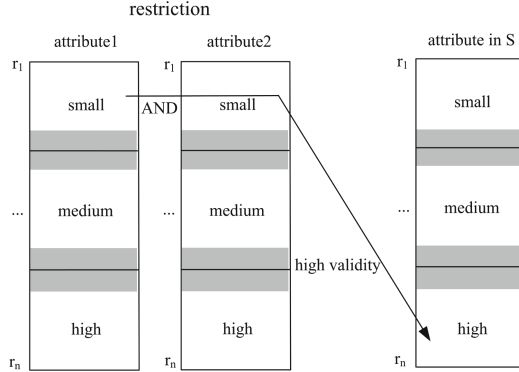 restriction
attribute1 attribute2 attribute in S
r1 r1 r1
small AND small small
... medium ... medium ... medium
high validity
high high high
rn rn rn